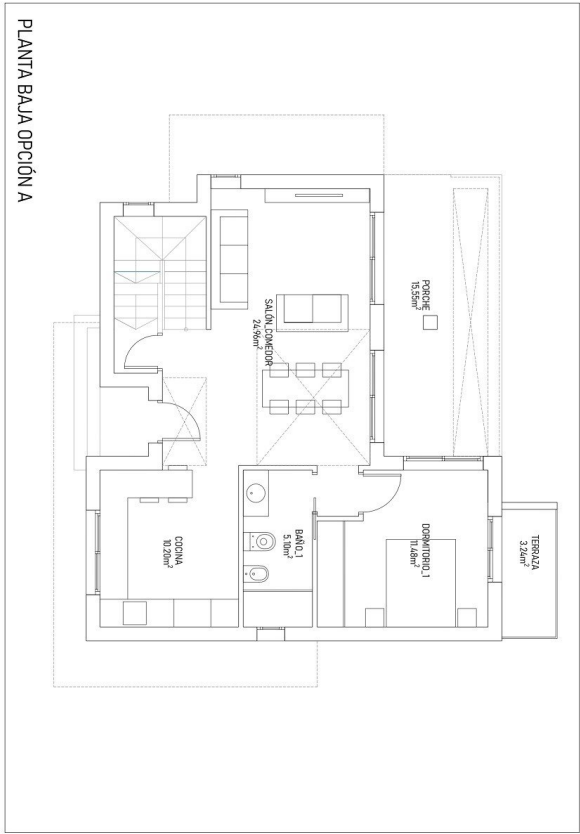 PLANTA BAJA OPCIÓN A
PORCHE
15.55m²
SALÓN_COMEDOR
24.96m²
TERRAZA
3.24m²
DORMITORIO_1
11.48m²
BAÑO_1
5.10m²
COCINA
10.20m²